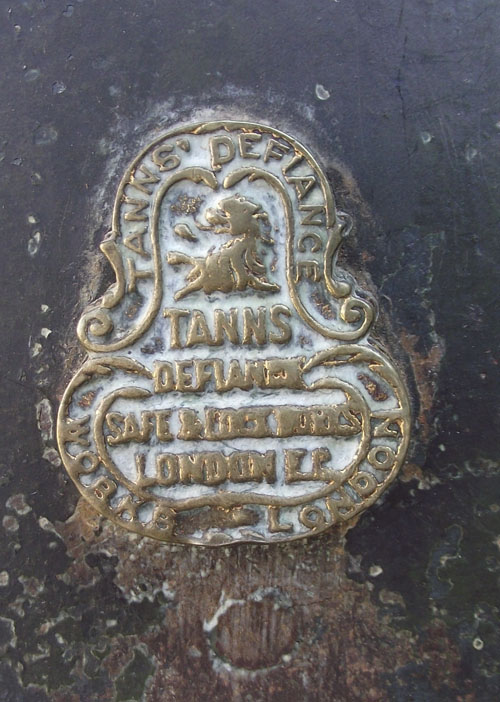 TANNS' DEFIANCE
TANNS
DEFIANCE
SAFE & LOCK WORKS
LONDON E.C
WORKS LONDON